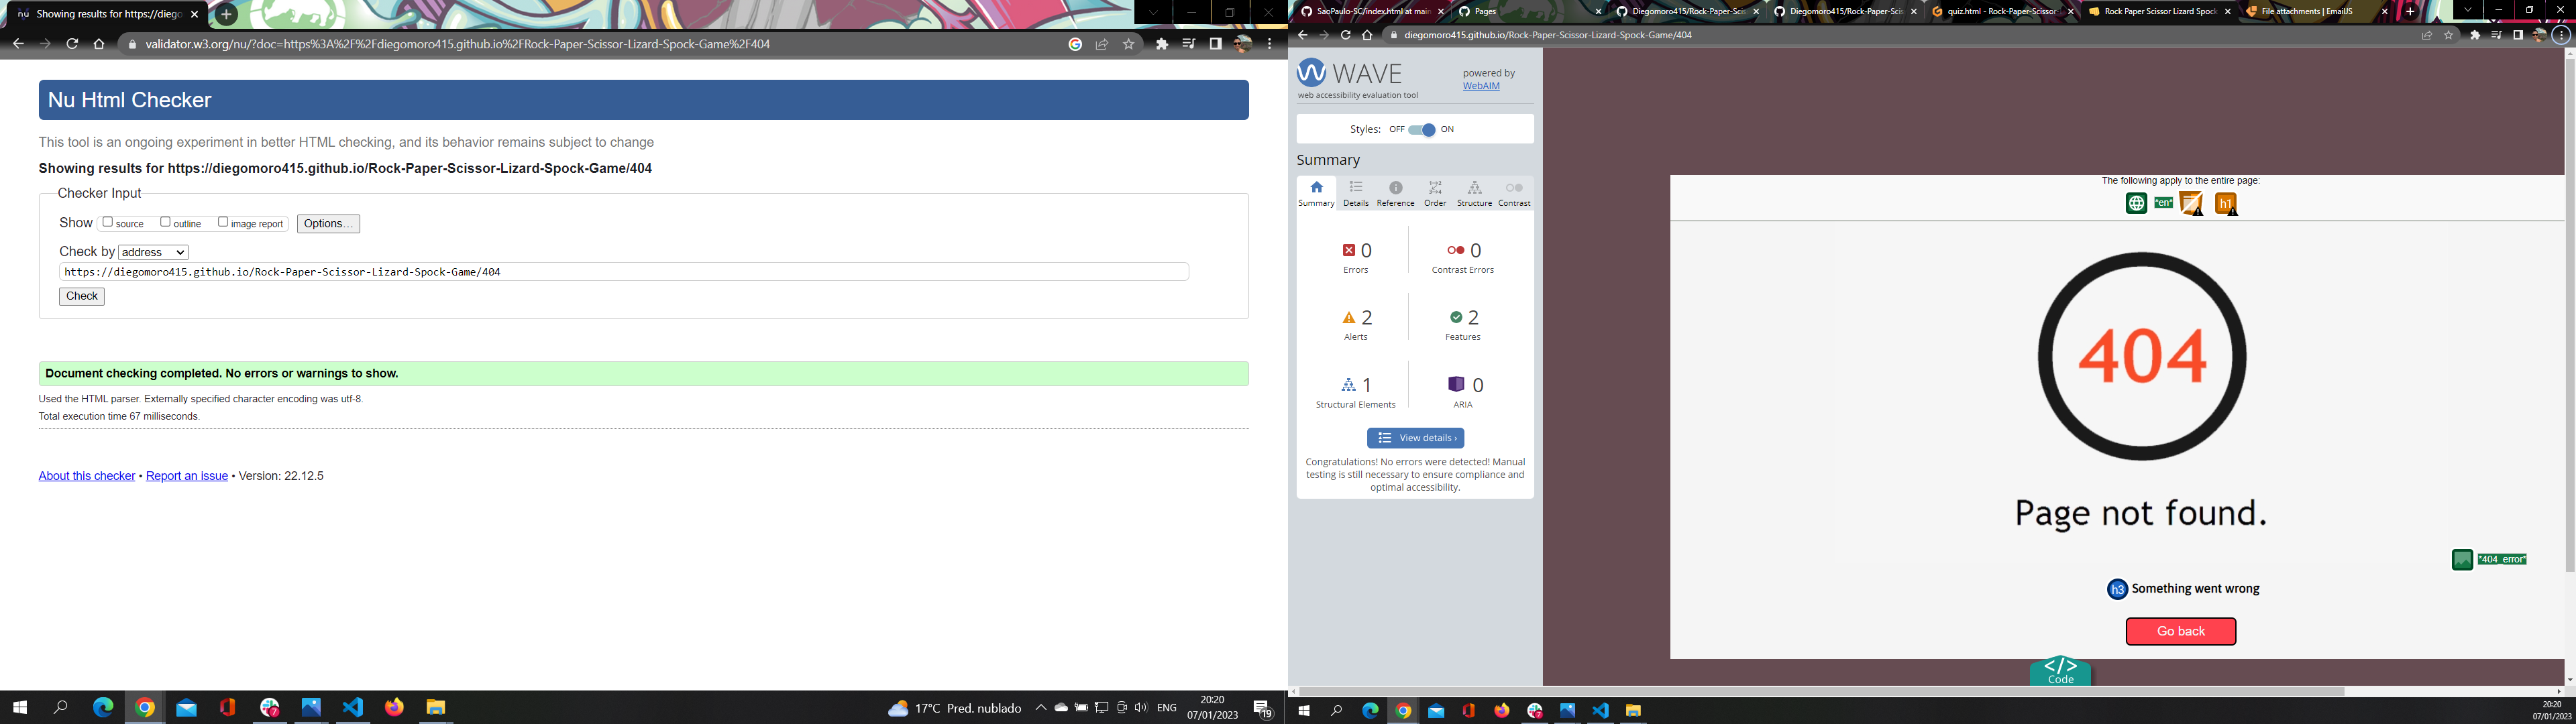 Showing results for https://diego
validator.w3.org/nu/?doc=https%3A%2F%2Fdiegomoro415.github.io%2FRock-Paper-Scissor-Lizard-Spock-Game%2F404
Nu Html Checker
This tool is an ongoing experiment in better HTML checking, and its behavior remains subject to change
Showing results for https://diegomoro415.github.io/Rock-Paper-Scissor-Lizard-Spock-Game/404
Checker Input
Show source outline image report Options...
Check by address
https://diegomoro415.github.io/Rock-Paper-Scissor-Lizard-Spock-Game/404
Check
Document checking completed. No errors or warnings to show.
Used the HTML parser. Externally specified character encoding was utf-8.
Total execution time 67 milliseconds.
About this checker • Report an issue • Version: 22.12.5
17°C Pred. nublado
ENG
20:20
07/01/2023
19
SaoPaulo-SC/index.html at main
Pages
Diegomoro415/Rock-Paper-Scis
Diegomoro415/Rock-Paper-Scis
quiz.html - Rock-Paper-Scissor
Rock Paper Scissor Lizard Spock
File attachments | EmailJS
diegomoro415.github.io/Rock-Paper-Scissor-Lizard-Spock-Game/404
WAVE
web accessibility evaluation tool
powered by
WebAIM
Styles: OFF ON
Summary
Summary Details Reference Order Structure Contrast
0
Errors
0
Contrast Errors
2
Alerts
2
Features
1
Structural Elements
0
ARIA
View details ›
Congratulations! No errors were detected! Manual
testing is still necessary to ensure compliance and
optimal accessibility.
The following apply to the entire page:
"en"
h1
404
Page not found.
"404_error"
h3 Something went wrong
Go back
</>
Code
20:20
07/01/2023